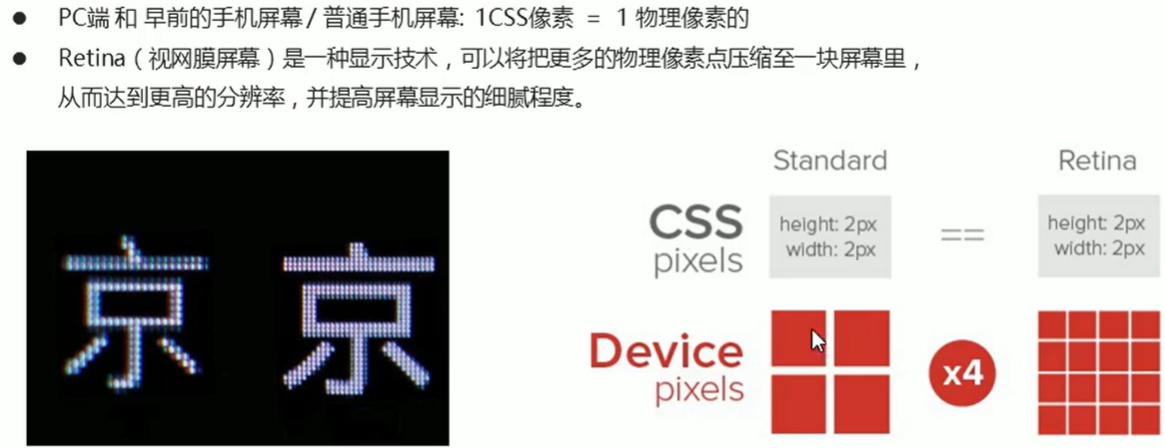 PC端 和 早前的手机屏幕 / 普通手机屏幕: 1CSS像素 = 1 物理像素的
Retina（视网膜屏幕）是一种显示技术，可以将把更多的物理像素点压缩至一块屏幕里，
从而达到更高的分辨率，并提高屏幕显示的细腻程度。
Standard
Retina
CSS
pixels
height: 2px
width: 2px
==
height: 2px
width: 2px
京 京
Device
pixels
x4